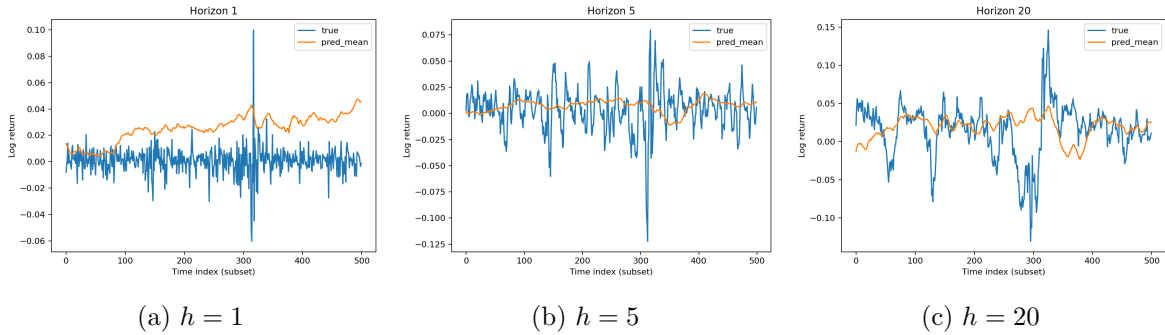 Horizon 1
true
pred_mean
Log return
0.10
0.08
0.06
0.04
0.02
0.00
−0.02
−0.04
−0.06
0
100
200
300
400
500
Time index (subset)
(a) h = 1
Horizon 5
true
pred_mean
Log return
0.075
0.050
0.025
0.000
−0.025
−0.050
−0.075
−0.100
−0.125
0
100
200
300
400
500
Time index (subset)
(b) h = 5
Horizon 20
true
pred_mean
Log return
0.15
0.10
0.05
0.00
−0.05
−0.10
0
100
200
300
400
500
Time index (subset)
(c) h = 20